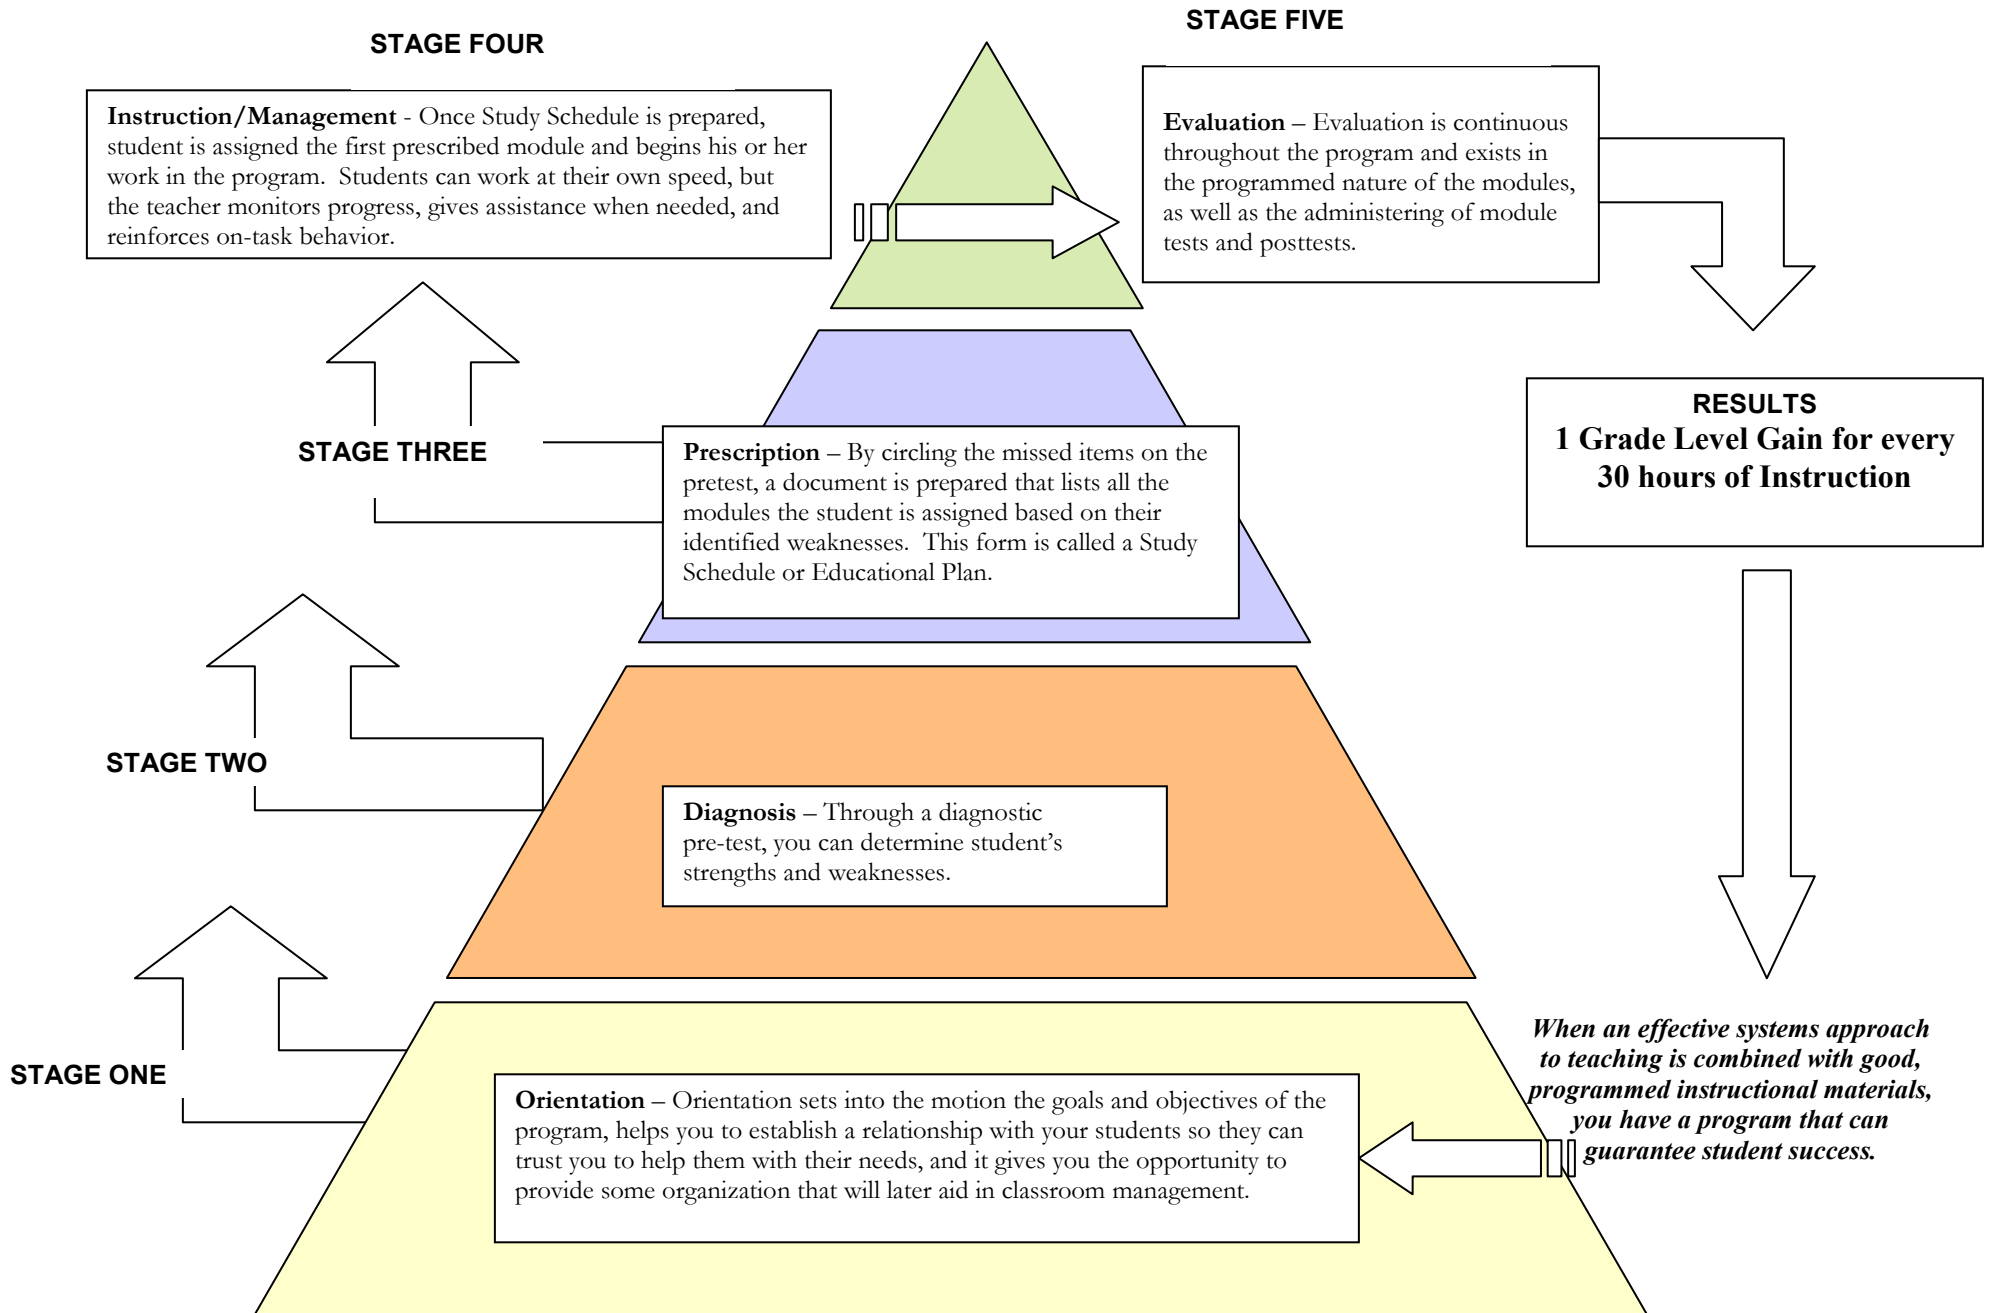 STAGE FIVE
STAGE FOUR
Instruction/Management - Once Study Schedule is prepared,
student is assigned the first prescribed module and begins his or her
work in the program.  Students can work at their own speed, but
the teacher monitors progress, gives assistance when needed, and
reinforces on-task behavior.
Evaluation – Evaluation is continuous
throughout the program and exists in
the programmed nature of the modules,
as well as the administering of module
tests and posttests.
RESULTS
1 Grade Level Gain for every
30 hours of Instruction
STAGE THREE
Prescription – By circling the missed items on the
pretest, a document is prepared that lists all the
modules the student is assigned based on their
identified weaknesses.  This form is called a Study
Schedule or Educational Plan.
STAGE TWO
Diagnosis – Through a diagnostic
pre-test, you can determine student’s
strengths and weaknesses.
STAGE ONE
Orientation – Orientation sets into the motion the goals and objectives of the
program, helps you to establish a relationship with your students so they can
trust you to help them with their needs, and it gives you the opportunity to
provide some organization that will later aid in classroom management.
When an effective systems approach
to teaching is combined with good,
programmed instructional materials,
you have a program that can
guarantee student success.